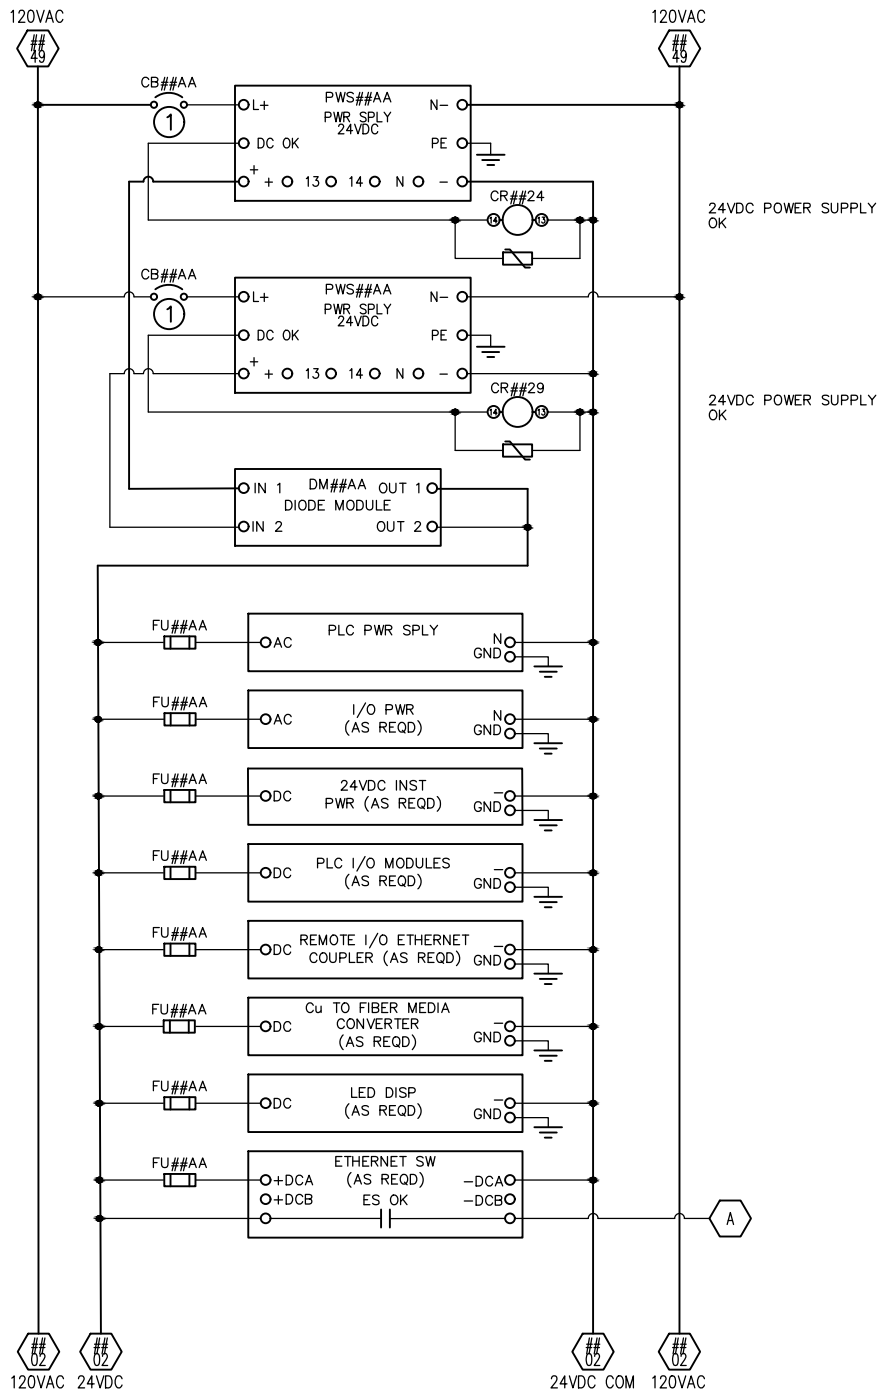 120VAC
120VAC
##
49
##
49
CB##AA
1
L+
PWS##AA
PWR SPLY
24VDC
N-
DC OK
PE
+
+
13
14
N
-
CR##24
14
13
24VDC POWER SUPPLY
OK
CB##AA
1
L+
PWS##AA
PWR SPLY
24VDC
N-
DC OK
PE
+
+
13
14
N
-
CR##29
14
13
24VDC POWER SUPPLY
OK
IN 1
DM##AA
OUT 1
DIODE MODULE
IN 2
OUT 2
FU##AA
PLC PWR SPLY
AC
N
GND
FU##AA
I/O PWR
(AS REQD)
AC
N
GND
FU##AA
24VDC INST
PWR (AS REQD)
DC
-
GND
FU##AA
PLC I/O MODULES
(AS REQD)
DC
-
GND
FU##AA
REMOTE I/O ETHERNET
COUPLER (AS REQD)
DC
-
GND
FU##AA
Cu TO FIBER MEDIA
CONVERTER
(AS REQD)
DC
-
GND
FU##AA
LED DISP
(AS REQD)
DC
-
GND
FU##AA
ETHERNET SW
(AS REQD)
+DCA
-DCA
+DCB
ES OK
-DCB
A
##
02
##
02
##
02
##
02
120VAC
24VDC
24VDC COM
120VAC